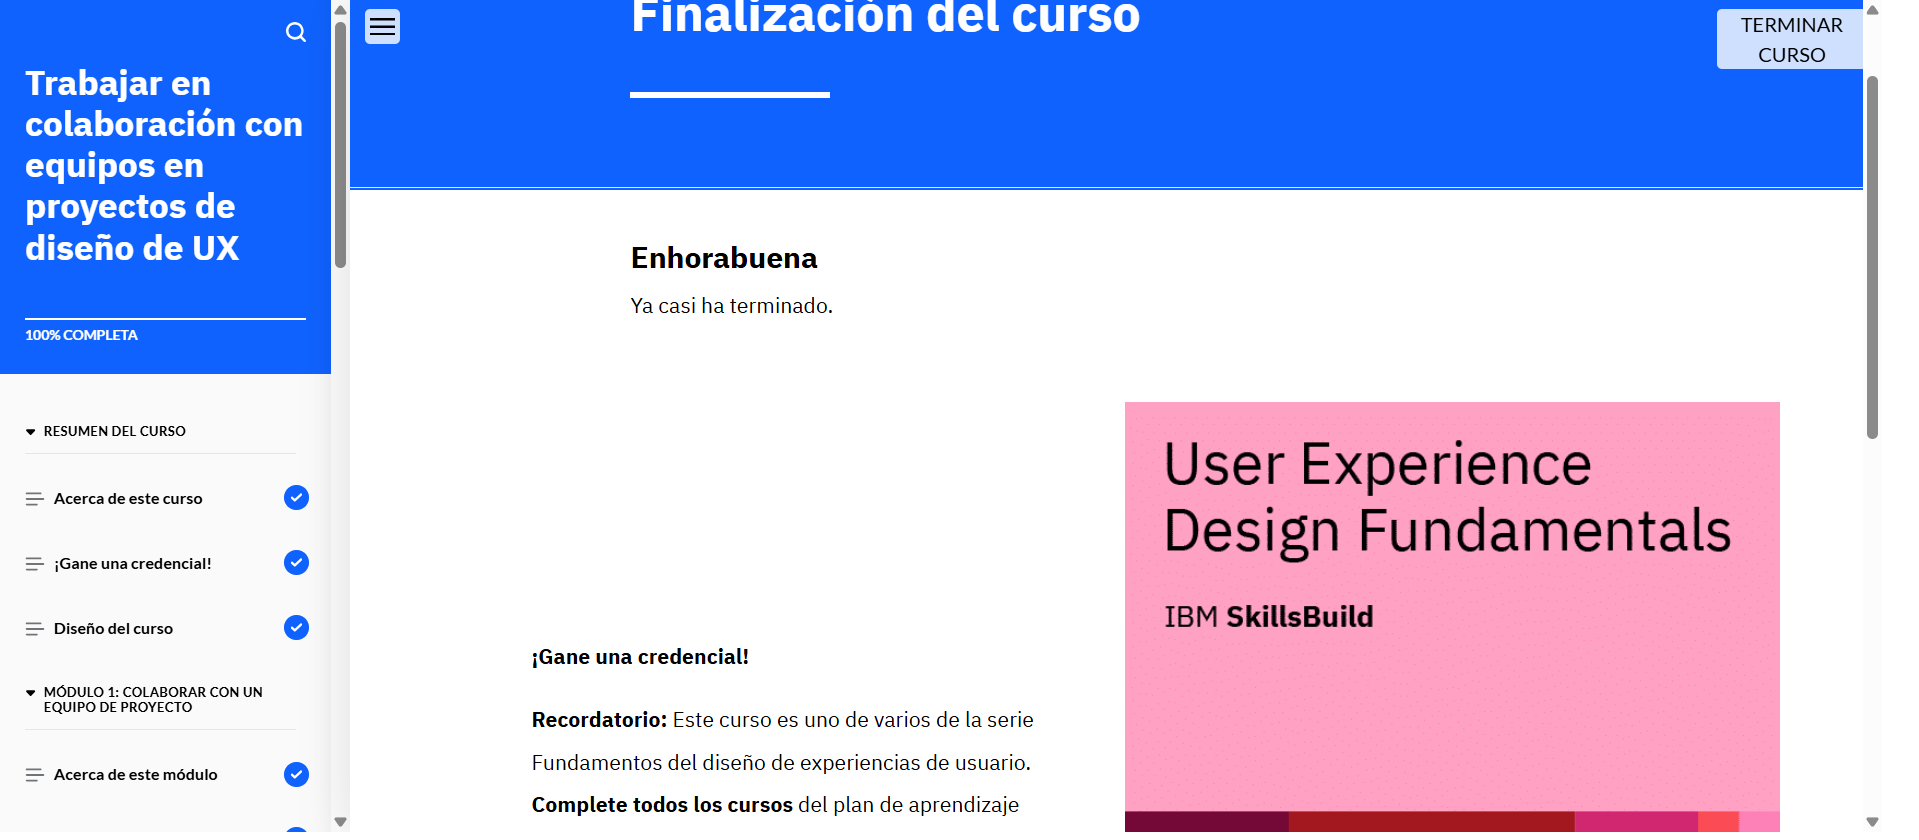 Trabajar en
colaboración con
equipos en
proyectos de
diseño de UX
100% COMPLETA
RESUMEN DEL CURSO
Acerca de este curso
¡Gane una credencial!
Diseño del curso
MÓDULO 1: COLABORAR CON UN
EQUIPO DE PROYECTO
Acerca de este módulo
Finalización del curso
TERMINAR
CURSO
Enhorabuena
Ya casi ha terminado.
¡Gane una credencial!
Recordatorio: Este curso es uno de varios de la serie
Fundamentos del diseño de experiencias de usuario.
Complete todos los cursos del plan de aprendizaje
User Experience
Design Fundamentals
IBM SkillsBuild